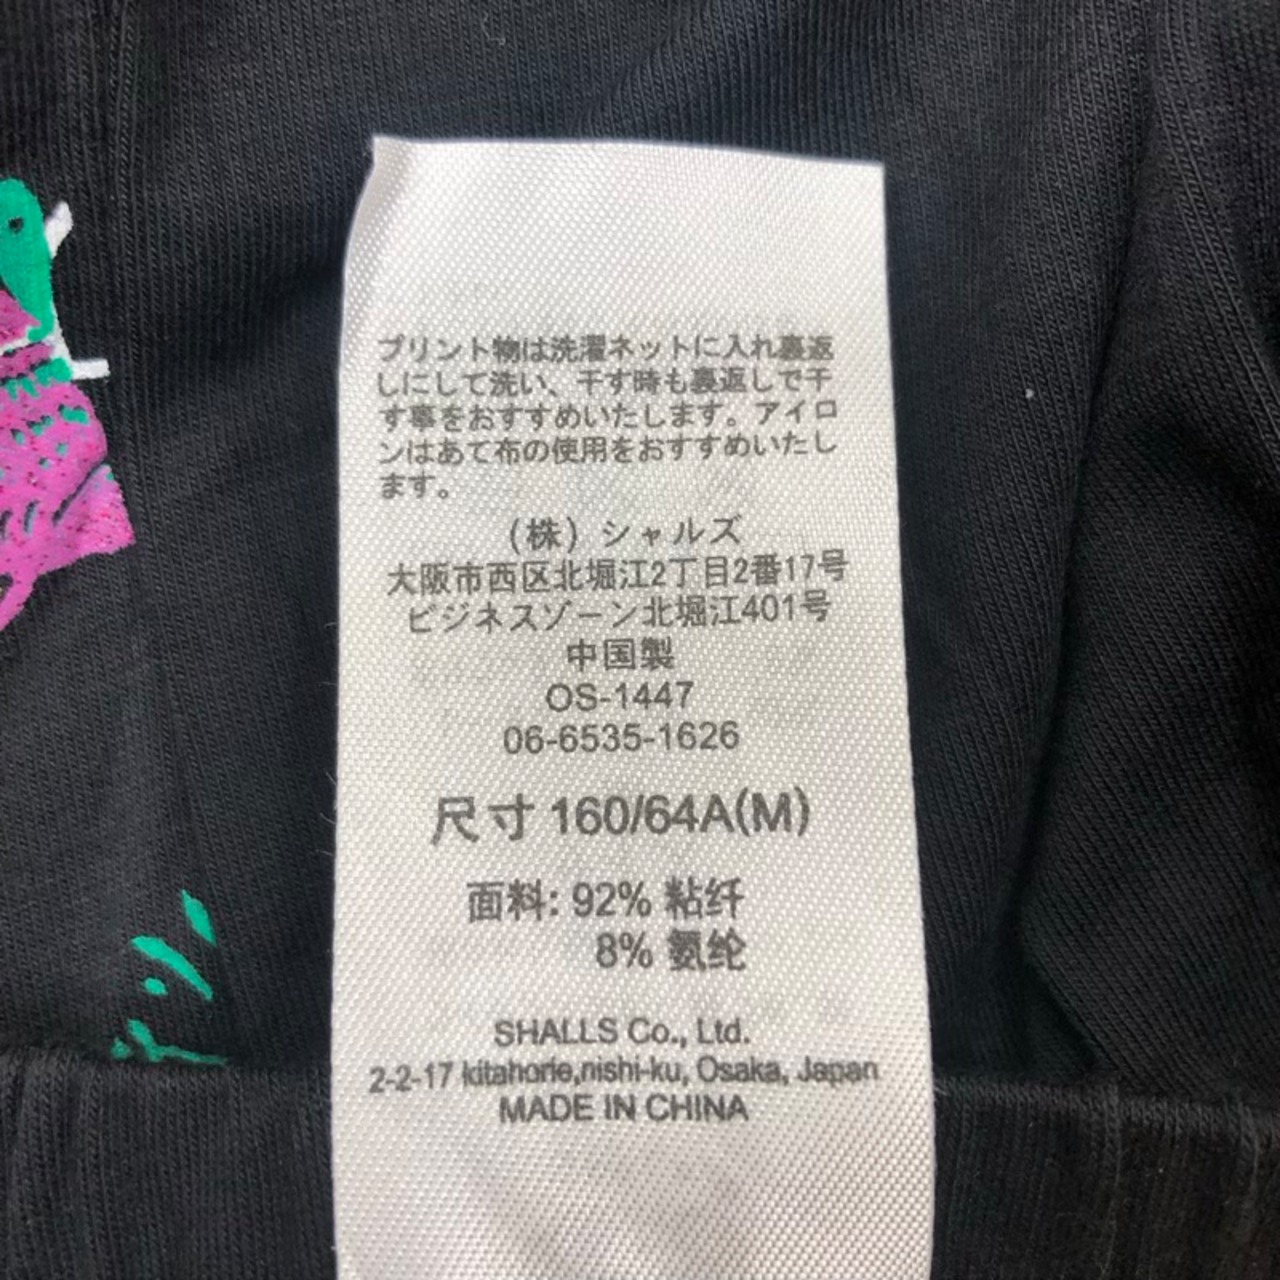 プリント物は洗濯ネットに入れ裏返
しにして洗い、干す時も裏返しで干
す事をおすすめいたします。アイロ
ンはあて布の使用をおすすめいたし
ます。
(株) シャルズ
大阪市西区北堀江2丁目2番17号
ビジネスゾーン北堀江401号
中国製
OS-1447
06-6535-1626
尺寸 160/64A(M)
面料: 92% 粘纤
8% 氨纶
SHALLS Co., Ltd.
2-2-17 kitahorie,nishi-ku, Osaka, Japan
MADE IN CHINA